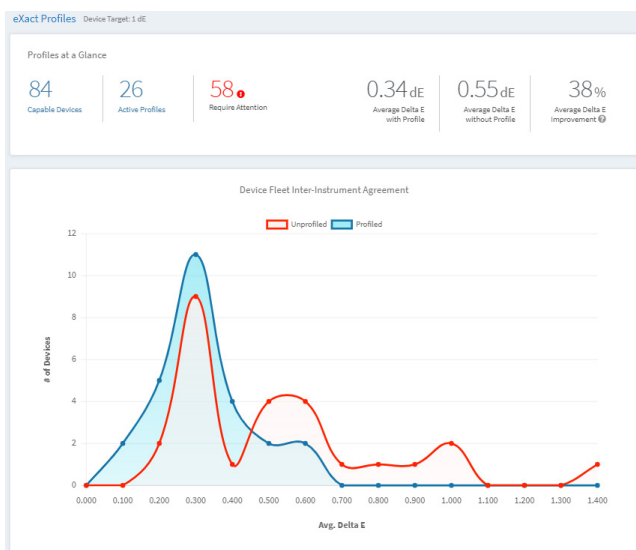 eXact Profiles Device Target: 1 dE
Profiles at a Glance
84
Capable Devices
26
Active Profiles
58
Require Attention
0.34 dE
Average Delta E
with Profile
0.55 dE
Average Delta E
without Profile
38%
Average Delta E
Improvement
Device Fleet Inter-Instrument Agreement
Unprofiled Profiled
12
10
8
6
4
2
0
# of Devices
0.000 0.100 0.200 0.300 0.400 0.500 0.600 0.700 0.800 0.900 1.000 1.100 1.200 1.300 1.400
Avg. Delta E